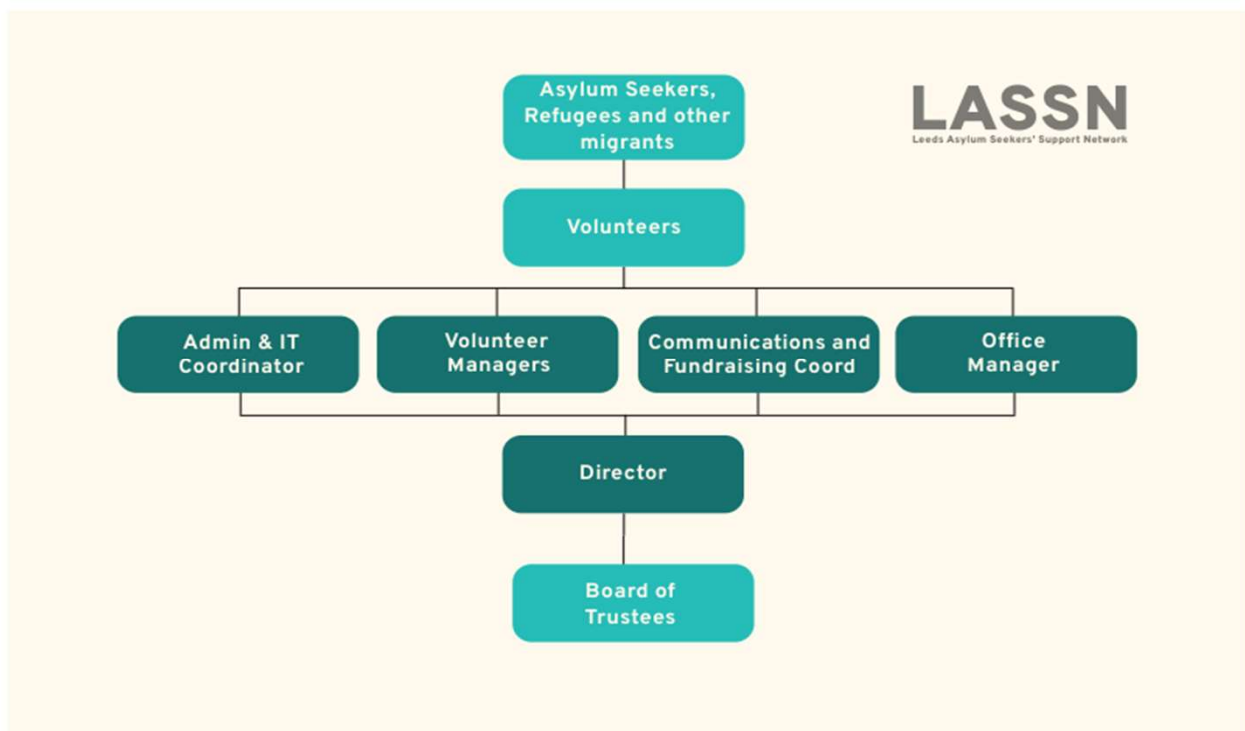 Asylum Seekers,
Refugees and other
migrants
LASSN
Leeds Asylum Seekers' Support Network
Volunteers
Admin & IT
Coordinator
Volunteer
Managers
Communications and
Fundraising Coord
Office
Manager
Director
Board of
Trustees